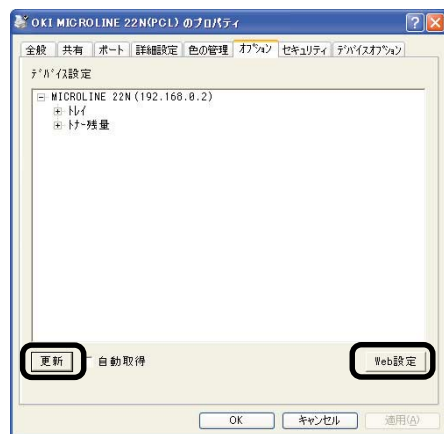 OKI MICROLINE 22N(PCL) のプロパティ
全般 共有 ポート 詳細設定 色の管理 オプション セキュリティ デバイスオプション
デバイス設定
MICROLINE 22N(192.168.0.2)
トレイ
トナー残量
更新 自動取得 Web設定
OK キャンセル 適用(A)